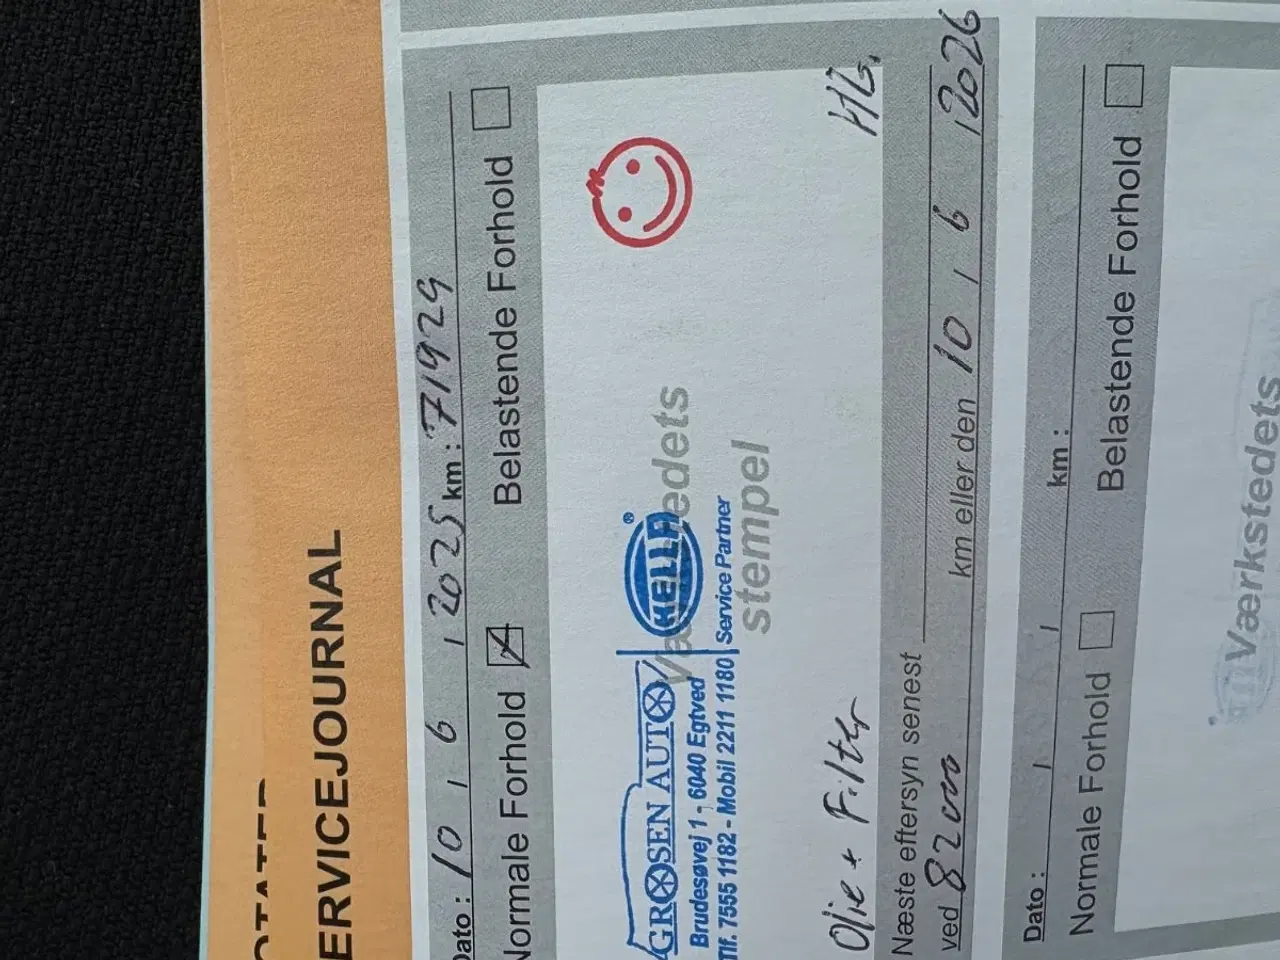 ERVICEJOURNAL
Dato : 10 / 6 / 2025 km : 71929
Normale Forhold Belastende Forhold
GROSEN AUTO HELLA ®
Brudesøvej 1 - 6040 Egtved
Tlf. 7555 1182 - Mobil 2211 1180 Service Partner
Værkstedets
stempel
Olie + Filter HG.
Næste eftersyn senest
ved 82000 km eller den 10 / 6 / 2026
Dato : / / km :
Normale Forhold Belastende Forhold
Værkstedets